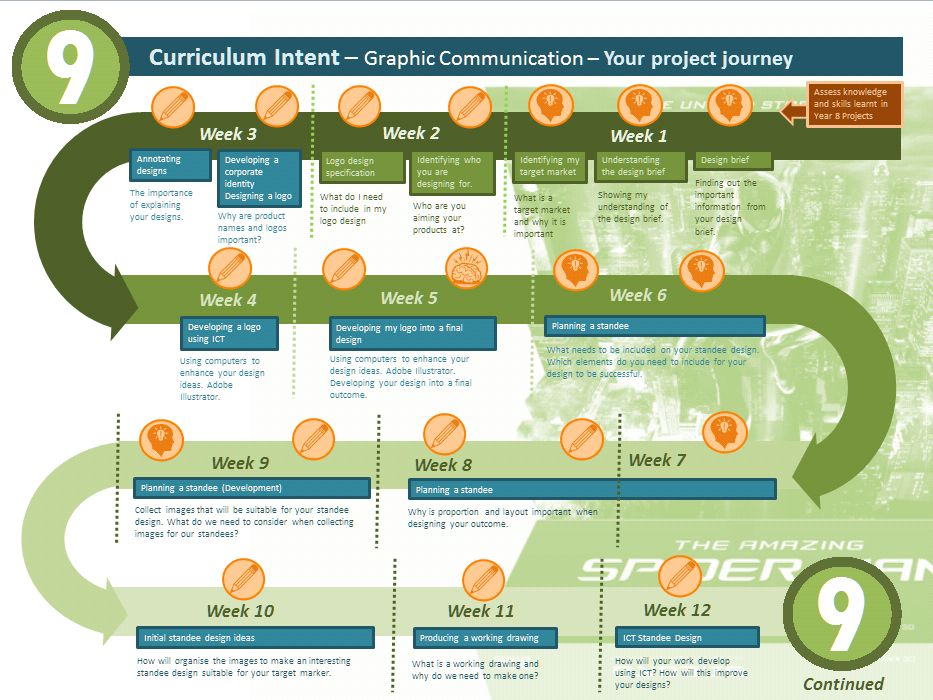 9
Curriculum Intent – Graphic Communication – Your project journey
Assess knowledge
and skills learnt in
Year 8 Projects
Week 3
Week 2
Week 1
Annotating
designs
The importance
of explaining
your designs.
Developing a
corporate
identity
Designing a logo
Why are product
names and logos
important?
Logo design
specification
What do I need
to include in my
logo design
Identifying who
you are
designing for.
Who are you
aiming your
products at?
Identifying my
target market
What is a
target market
and why it is
important
Understanding
the design brief
Showing my
understanding of
the design brief.
Design brief
Finding out the
important
information from
your design
brief.
Week 4
Week 5
Week 6
Developing a logo
using ICT
Using computers to
enhance your design
ideas. Adobe
Illustrator.
Developing my logo into a final
design
Using computers to enhance your
design ideas. Adobe Illustrator.
Developing your design into a final
outcome.
Planning a standee
What needs to be included on your standee design.
Which elements do you need to include for your
design to be successful.
Week 9
Week 8
Week 7
Planning a standee (Development)
Collect images that will be suitable for your standee
design. What do we need to consider when collecting
images for our standees?
Planning a standee
Why is proportion and layout important when
designing your outcome.
THE AMAZING
Week 10
Week 11
Week 12
Initial standee design ideas
How will organise the images to make an interesting
standee design suitable for your target marker.
Producing a working drawing
What is a working drawing and
why do we need to make one?
ICT Standee Design
How will your work develop
using ICT? How will this improve
your designs?
9
Continued